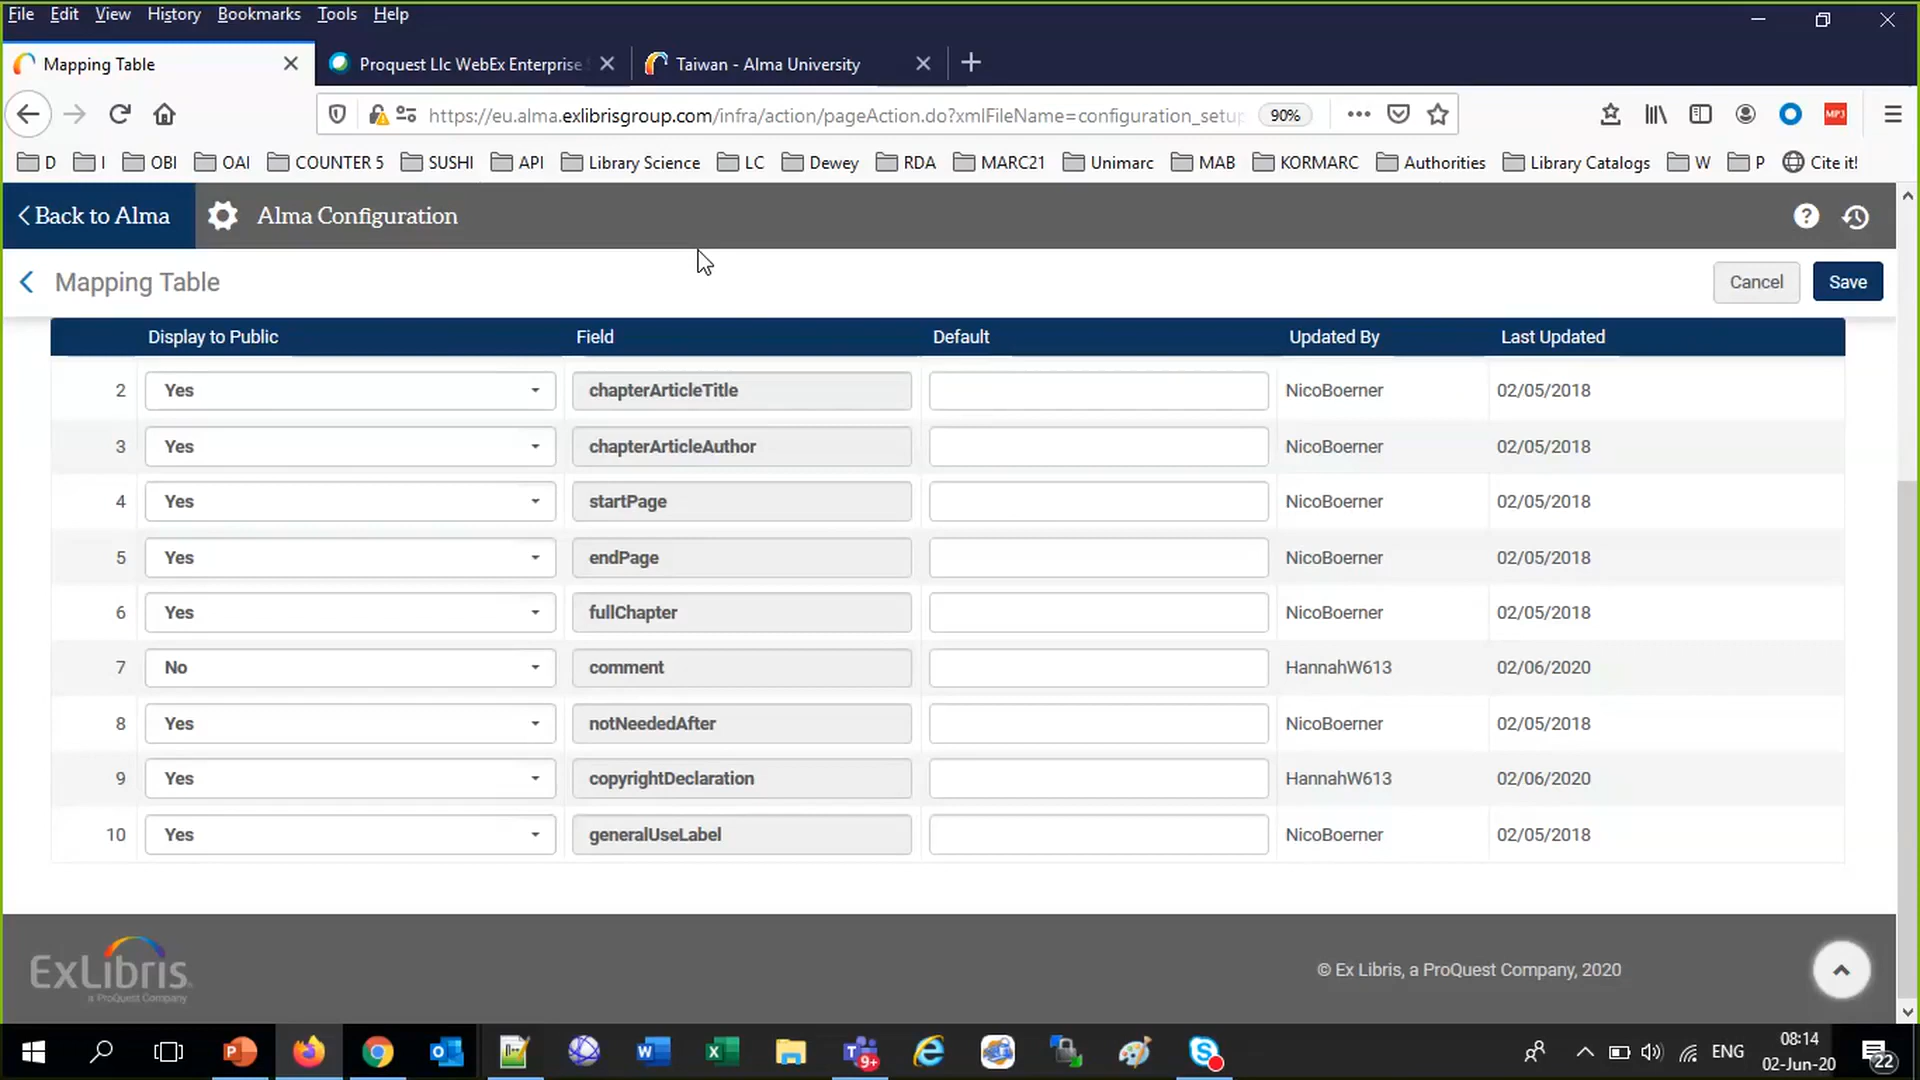 File Edit View History Bookmarks Tools Help
Mapping Table
Proquest Llc WebEx Enterprise
Taiwan - Alma University
https://eu.alma.exlibrisgroup.com/infra/action/pageAction.do?xmlFileName=configuration_setu
90%
MP3
D I OBI OAI COUNTER 5 SUSHI API Library Science LC Dewey RDA MARC21 Unimarc MAB KORMARC Authorities Library Catalogs W P Cite it!
Back to Alma
Alma Configuration
Mapping Table
Cancel
Save
Display to Public Field Default Updated By Last Updated
2 Yes chapterArticleTitle NicoBoerner 02/05/2018
3 Yes chapterArticleAuthor NicoBoerner 02/05/2018
4 Yes startPage NicoBoerner 02/05/2018
5 Yes endPage NicoBoerner 02/05/2018
6 Yes fullChapter NicoBoerner 02/05/2018
7 No comment HannahW613 02/06/2020
8 Yes notNeededAfter NicoBoerner 02/05/2018
9 Yes copyrightDeclaration HannahW613 02/06/2020
10 Yes generalUseLabel NicoBoerner 02/05/2018
ExLibris
a ProQuest Company
© Ex Libris, a ProQuest Company, 2020
9+
ENG
08:14
02-Jun-20
22